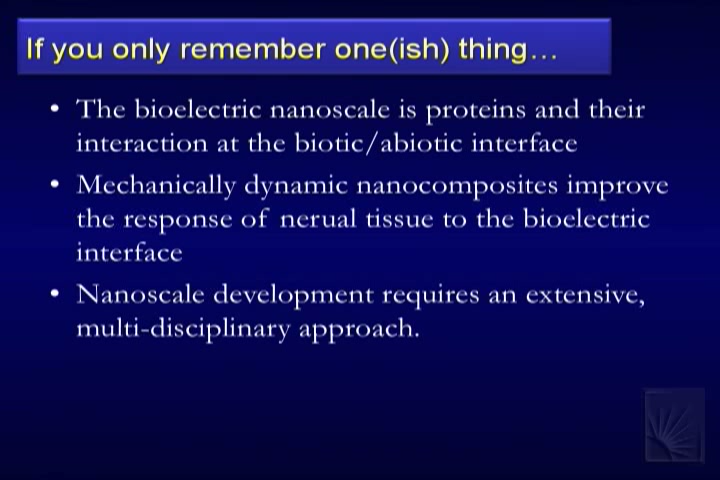 If you only remember one(ish) thing…
• The bioelectric nanoscale is proteins and their
interaction at the biotic/abiotic interface
• Mechanically dynamic nanocomposites improve
the response of nerual tissue to the bioelectric
interface
• Nanoscale development requires an extensive,
multi-disciplinary approach.